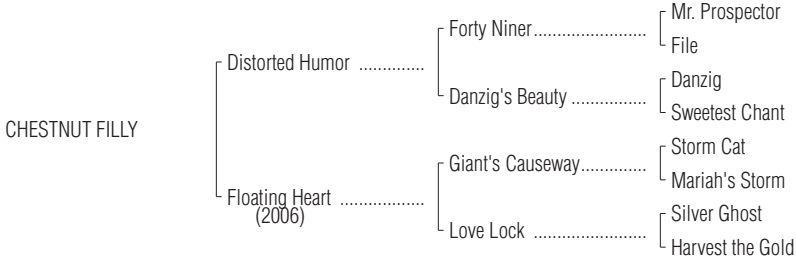 Mr. Prospector
Forty Niner.......................
File
Distorted Humor ..............
Danzig
Danzig's Beauty ................
Sweetest Chant
CHESTNUT FILLY
Storm Cat
Giant's Causeway.............
Mariah's Storm
Floating Heart .................
(2006)
Silver Ghost
Love Lock .......................
Harvest the Gold